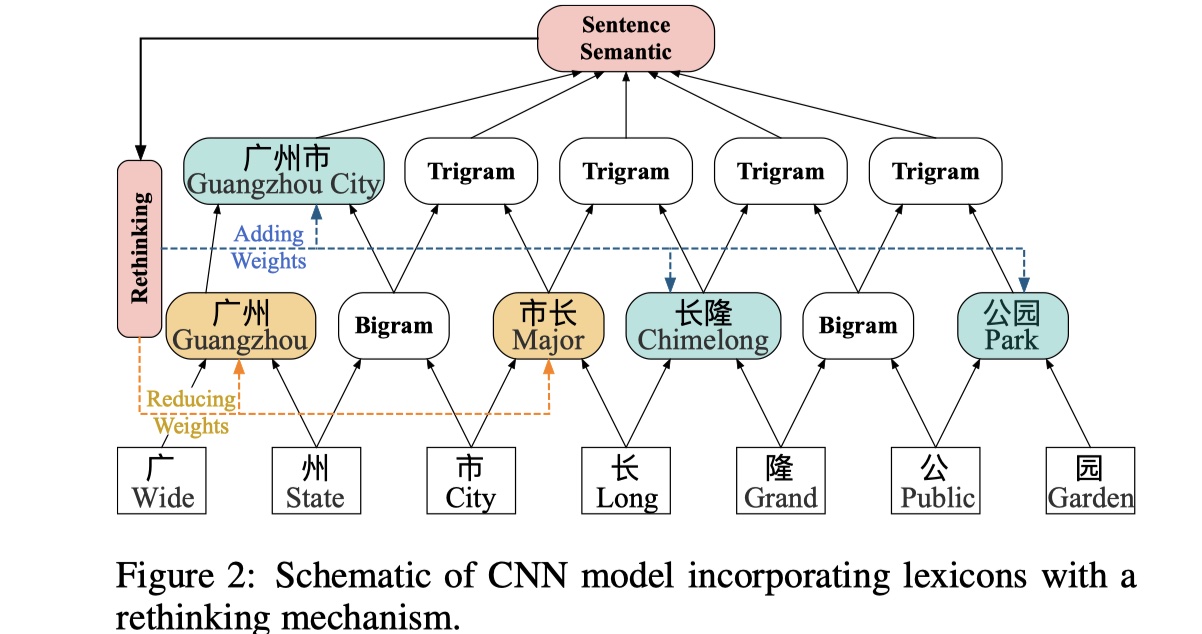 Sentence
Semantic
广州市
Guangzhou City
Trigram
Trigram
Trigram
Trigram
Rethinking
Adding
Weights
广州
Guangzhou
Bigram
市长
Major
长隆
Chimelong
Bigram
公园
Park
Reducing
Weights
广
Wide
州
State
市
City
长
Long
隆
Grand
公
Public
园
Garden
Figure 2: Schematic of CNN model incorporating lexicons with a
rethinking mechanism.